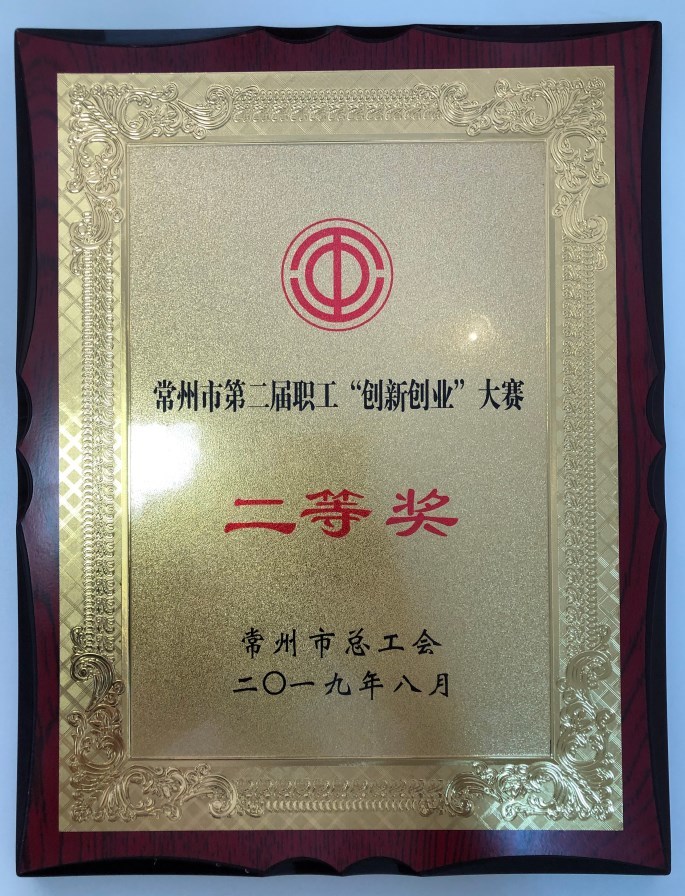 常州市第二届职工“创新创业”大赛
二等奖
常州市总工会
二〇一九年八月